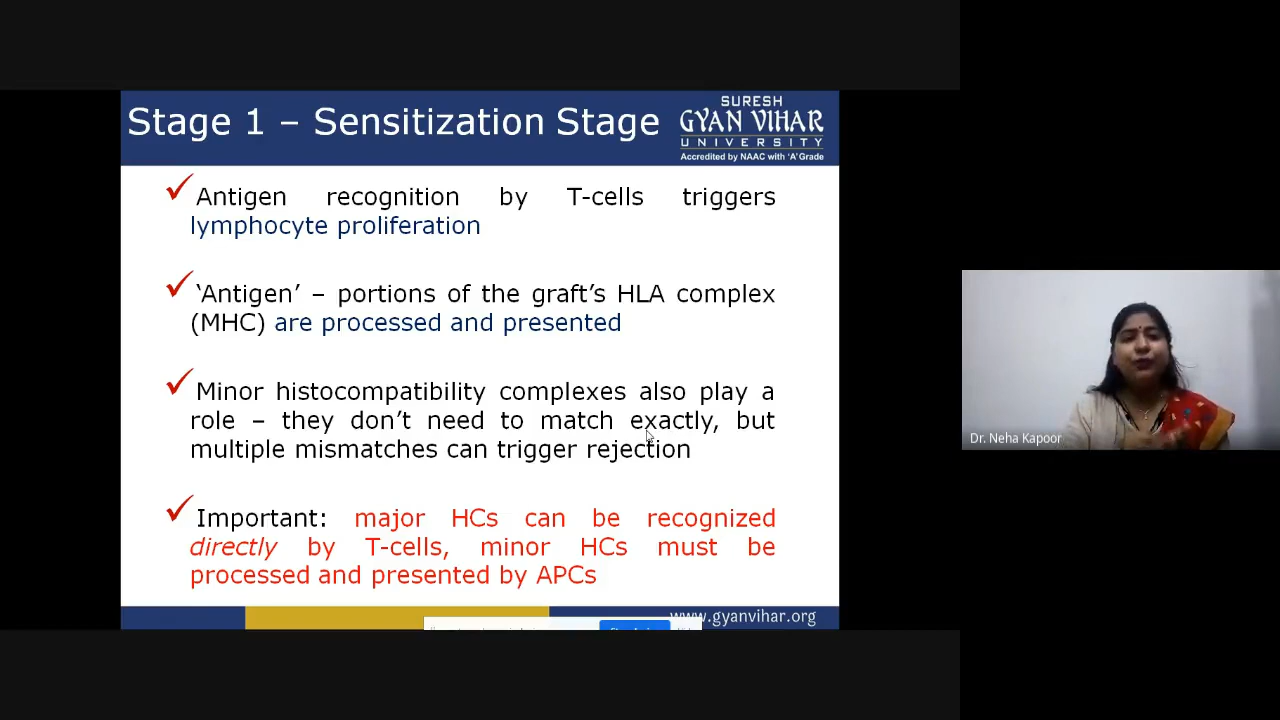 Stage 1 – Sensitization Stage
SURESH
GYAN VIHAR
UNIVERSITY
Accredited by NAAC with 'A' Grade
Antigen recognition by T-cells triggers
lymphocyte proliferation
‘Antigen’ – portions of the graft’s HLA complex
(MHC) are processed and presented
Minor histocompatibility complexes also play a
role – they don’t need to match exactly, but
multiple mismatches can trigger rejection
Important: major HCs can be recognized
directly by T-cells, minor HCs must be
processed and presented by APCs
www.gyanvihar.org
Dr. Neha Kapoor